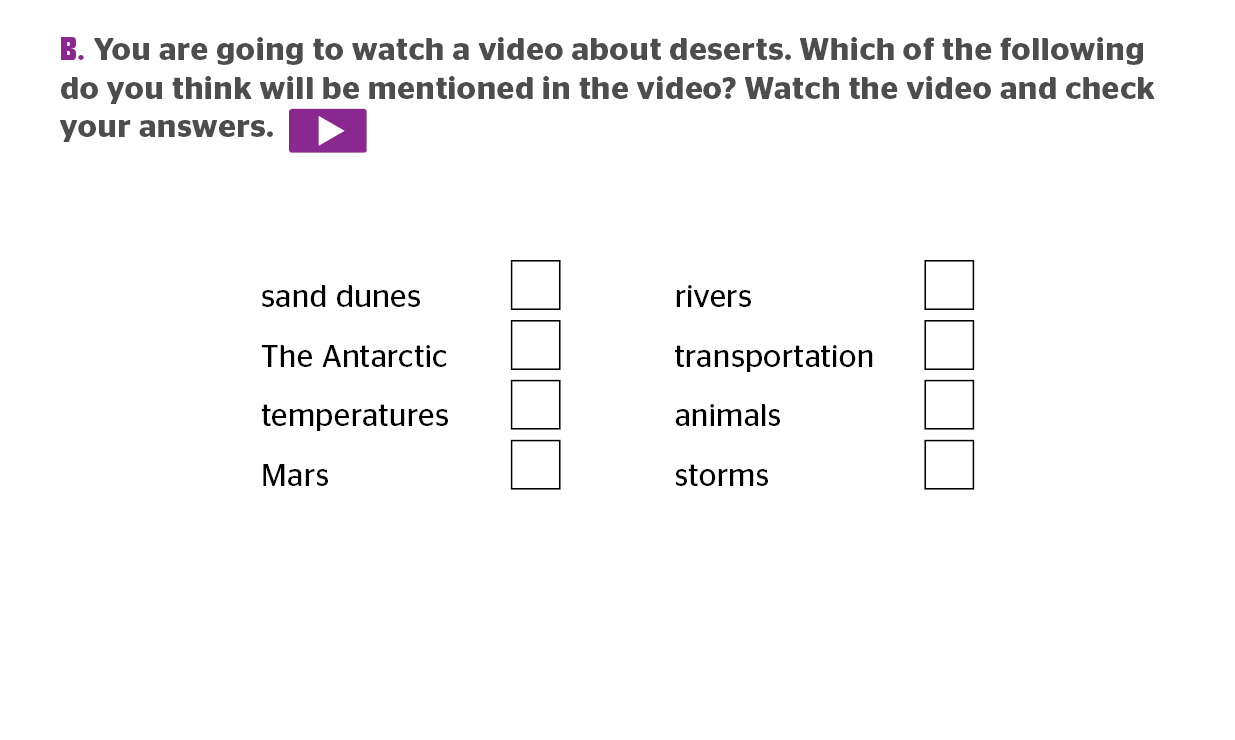 B. You are going to watch a video about deserts. Which of the following
do you think will be mentioned in the video? Watch the video and check
your answers.
sand dunes
The Antarctic
temperatures
Mars
rivers
transportation
animals
storms